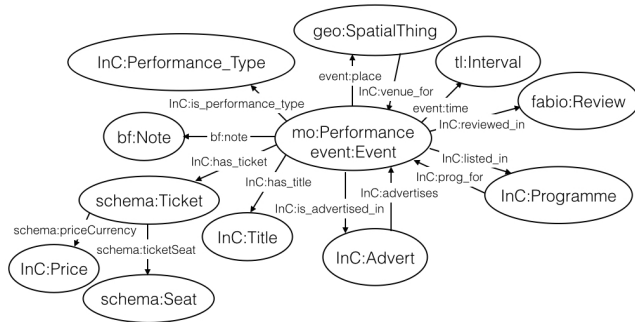 geo:SpatialThing
InC:Performance_Type
tl:Interval
event:place
InC:venue_for
fabio:Review
InC:is_performance_type
event:time
InC:reviewed_in
bf:Note
bf:note
mo:Performance
event:Event
InC:listed_in
InC:has_ticket
InC:prog_for
InC:has_title
InC:advertises
InC:Programme
schema:Ticket
InC:is_advertised_in
schema:priceCurrency
InC:Title
schema:ticketSeat
InC:Price
InC:Advert
schema:Seat